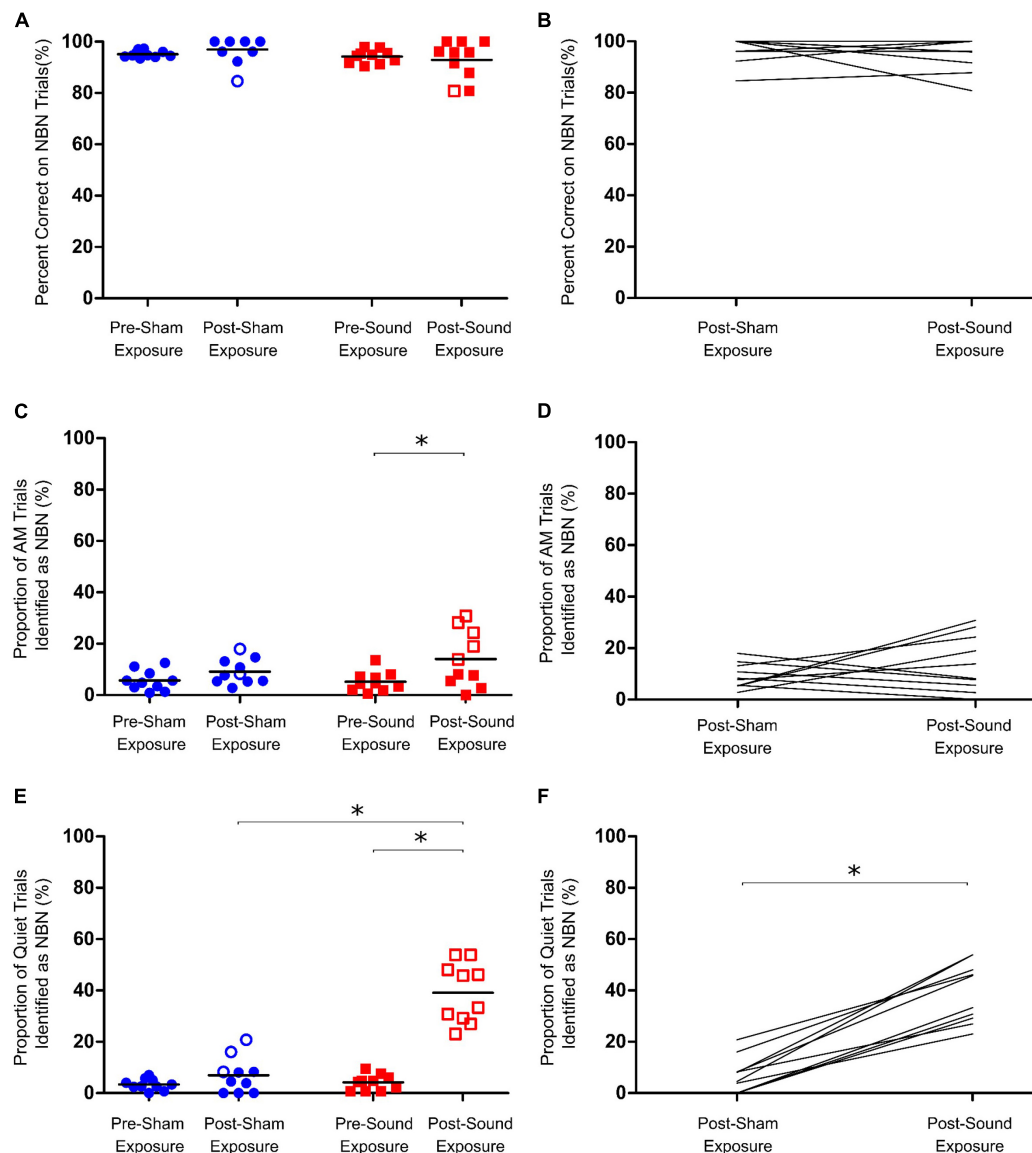 A
Percent Correct on NBN Trials(%)
100
80
60
40
20
0
Pre-Sham
Exposure
Post-Sham
Exposure
Pre-Sound
Exposure
Post-Sound
Exposure
B
Percent Correct on NBN Trials(%)
100
80
60
40
20
0
Post-Sham
Exposure
Post-Sound
Exposure
C
Proportion of AM Trials
Identified as NBN (%)
100
80
60
40
20
0
*
Pre-Sham
Exposure
Post-Sham
Exposure
Pre-Sound
Exposure
Post-Sound
Exposure
D
Proportion of AM Trials
Identified as NBN (%)
100
80
60
40
20
0
Post-Sham
Exposure
Post-Sound
Exposure
E
Proportion of Quiet Trials
Identified as NBN (%)
100
80
60
40
20
0
*
*
Pre-Sham
Exposure
Post-Sham
Exposure
Pre-Sound
Exposure
Post-Sound
Exposure
F
Proportion of Quiet Trials
Identified as NBN (%)
100
80
60
40
20
0
*
Post-Sham
Exposure
Post-Sound
Exposure